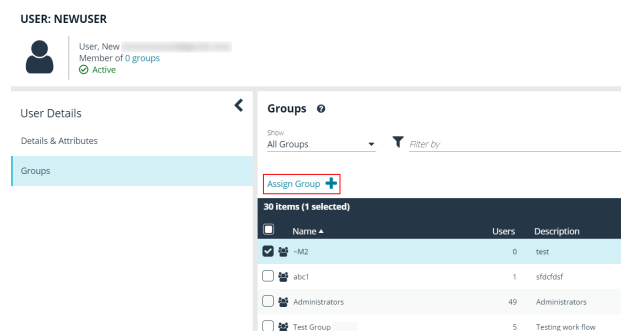 USER: NEWUSER
User, New
Member of 0 groups
Active
User Details
Details & Attributes
Groups
Groups
Show
All Groups
Filter by
Assign Group
30 items (1 selected)
Name Users Description
~M2 0 test
abc1 1 sfdcfdsf
Administrators 49 Administrators
Test Group 5 Testing work flow